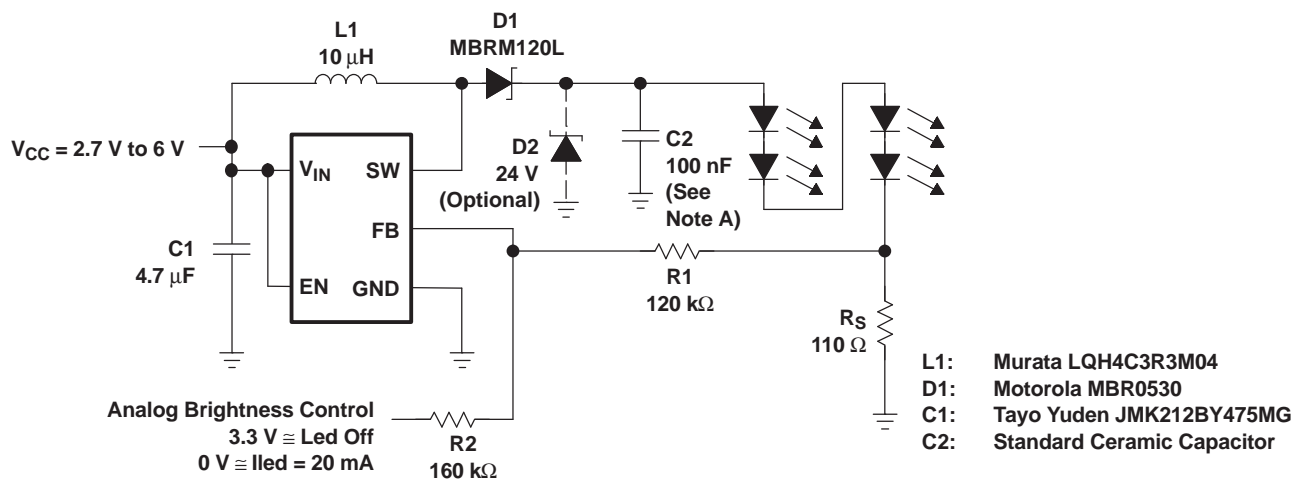 D1
MBRM120L
L1
10 μH
VCC = 2.7 V to 6 V
VIN
SW
FB
EN
GND
C1
4.7 μF
D2
24 V
(Optional)
C2
100 nF
(See
Note A)
R1
120 kΩ
RS
110 Ω
Analog Brightness Control
3.3 V ≅ Led Off
0 V ≅ Iled = 20 mA
R2
160 kΩ
L1: Murata LQH4C3R3M04
D1: Motorola MBR0530
C1: Tayo Yuden JMK212BY475MG
C2: Standard Ceramic Capacitor